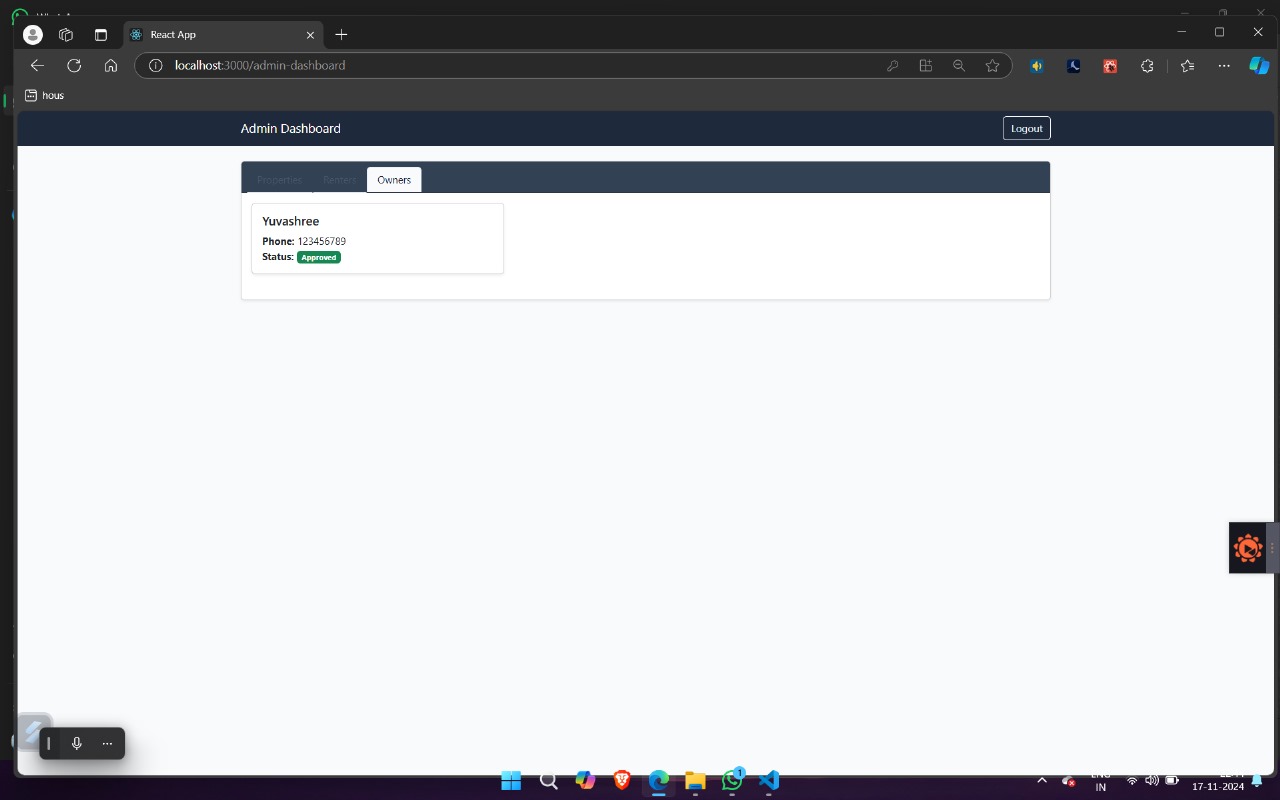 React App
localhost:3000/admin-dashboard
hous
Admin Dashboard
Logout
Properties
Renters
Owners
Yuvashree
Phone: 123456789
Status: Approved
1
IN
17-11-2024